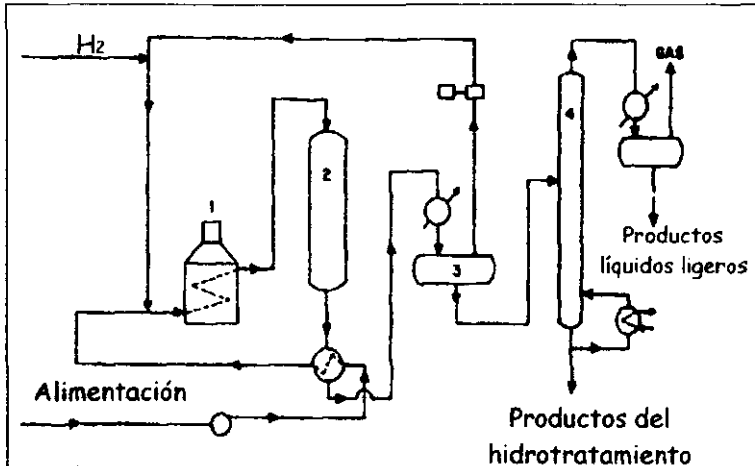 H2
GAS
4
2
1
3
Productos
líquidos ligeros
Alimentación
Productos del
hidrotratamiento